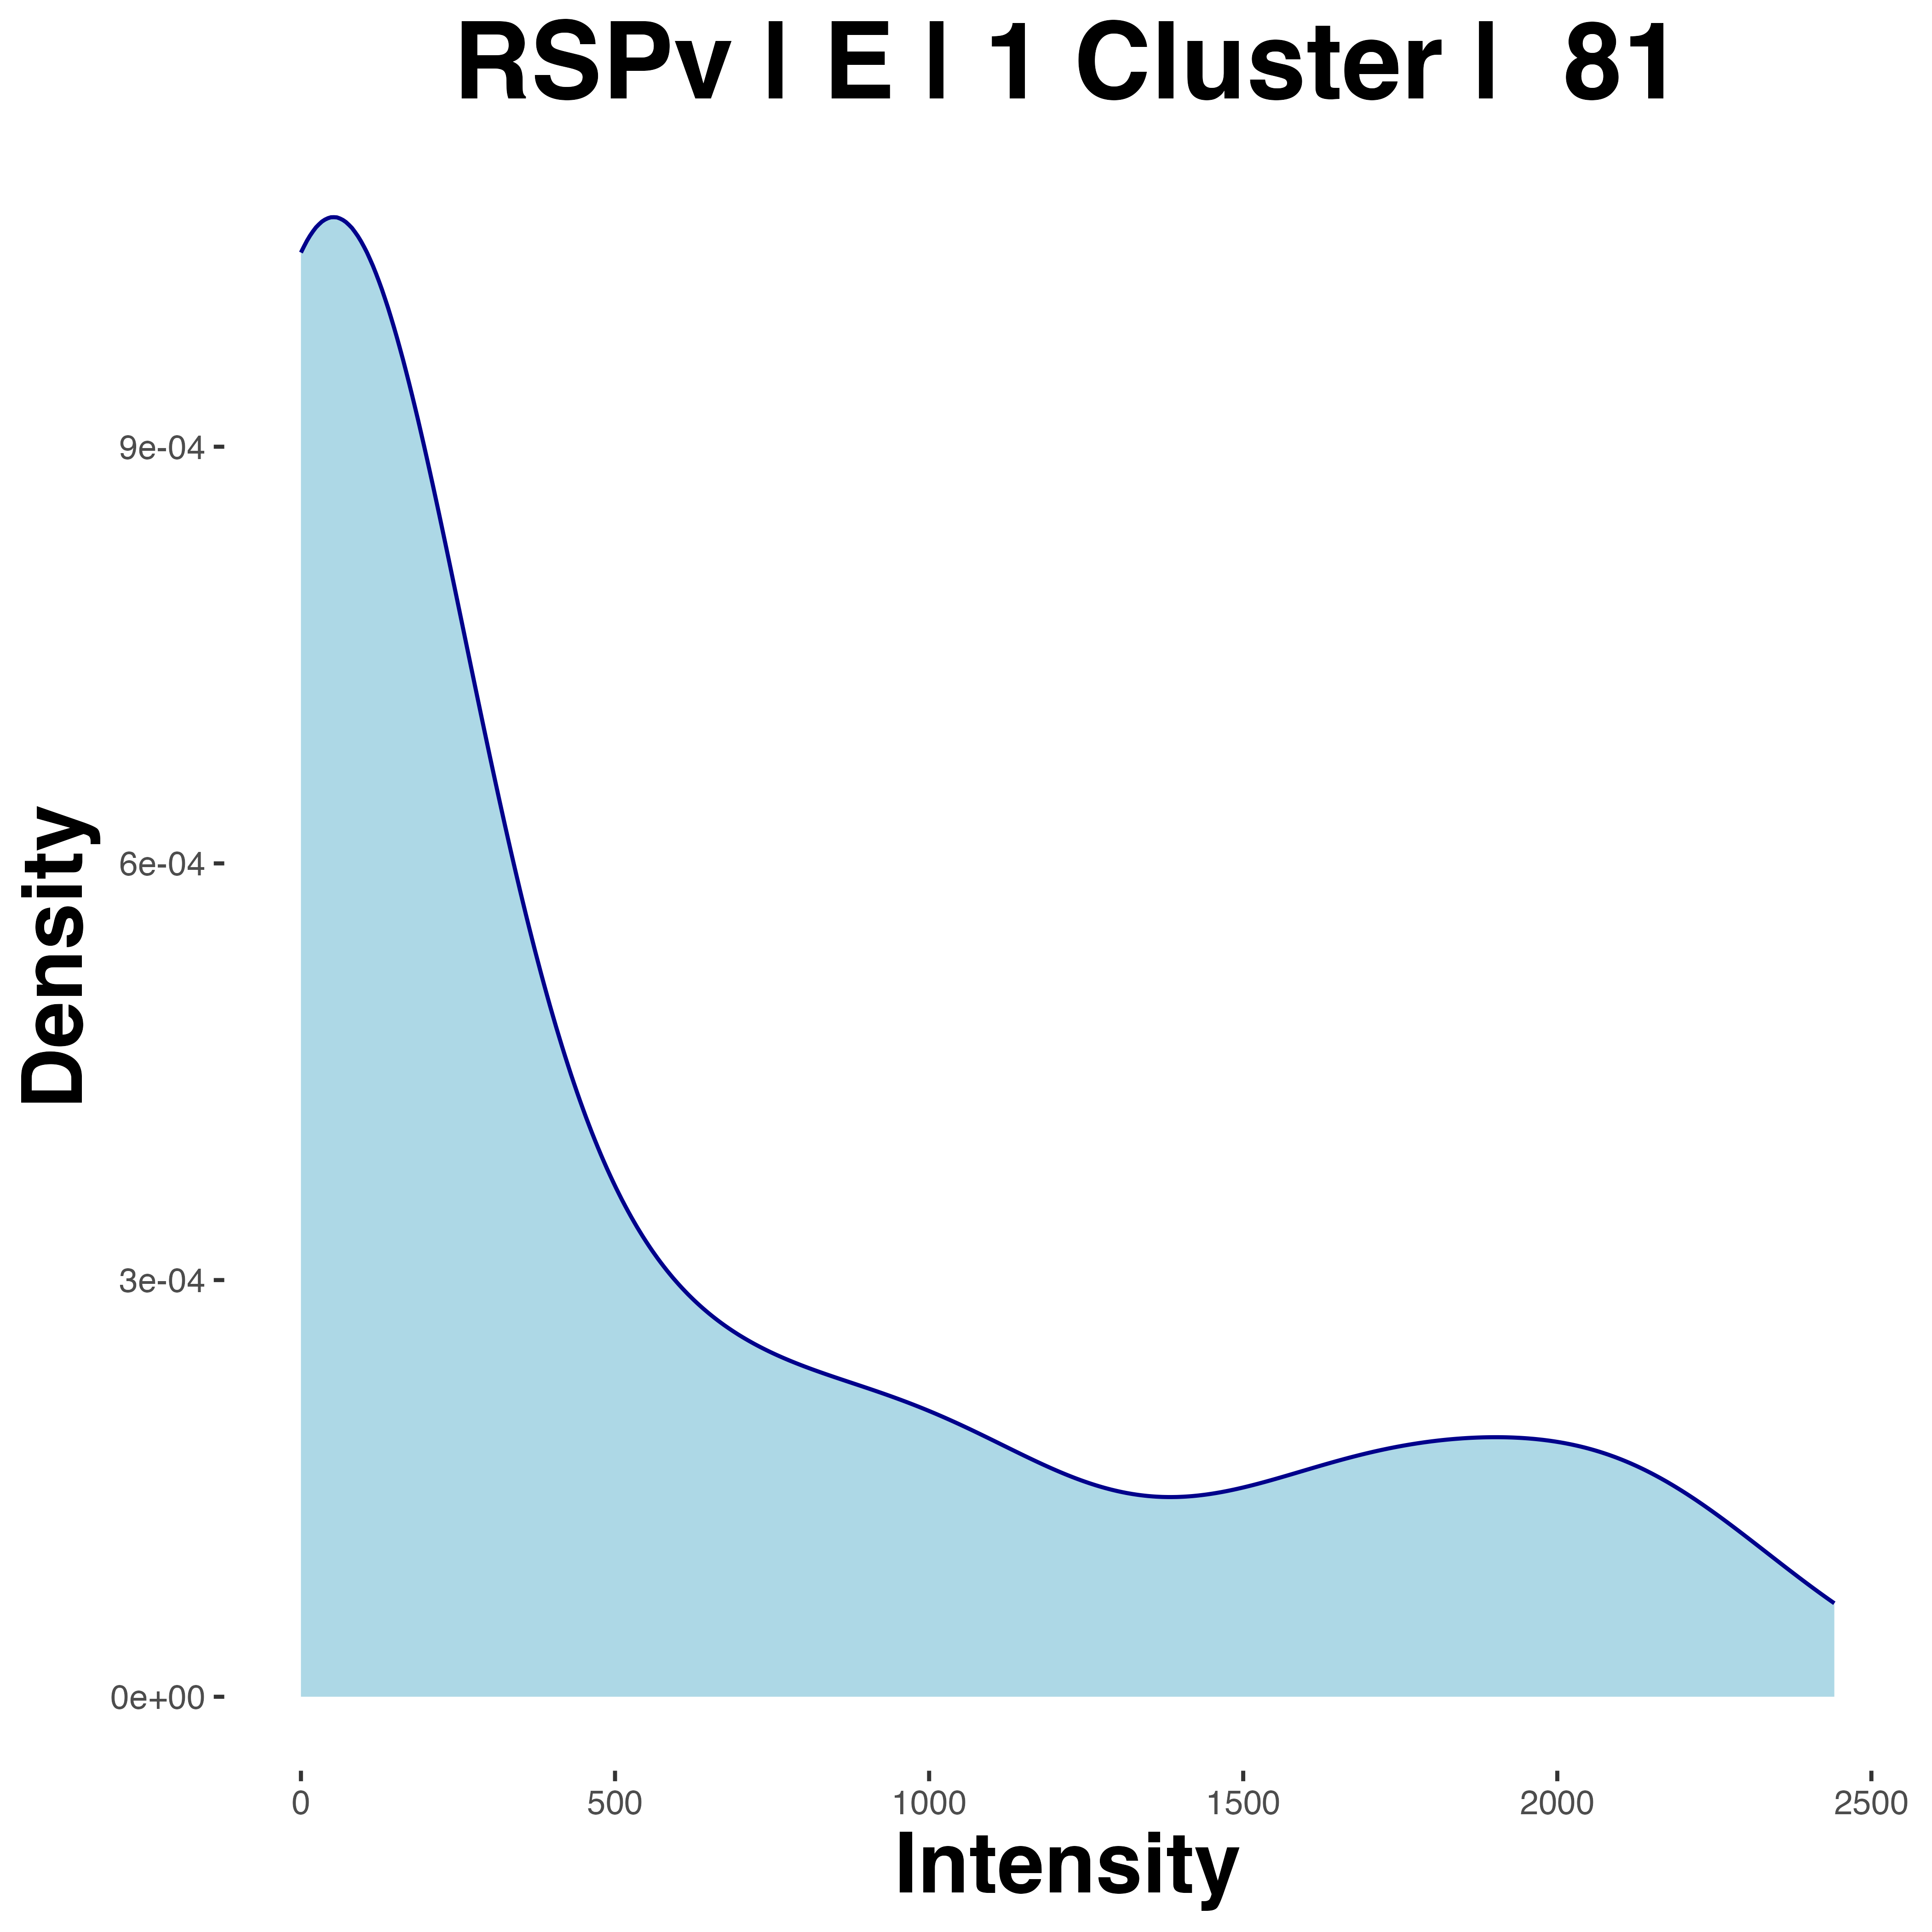 RSPv | E | 1 Cluster | 81
Density
9e-04
6e-04
3e-04
0e+00
0 500 1000 1500 2000 2500
Intensity